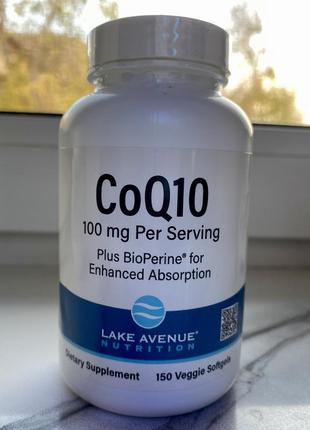 CoQ10
100 mg Per Serving
Plus BioPerine® for
Enhanced Absorption
LAKE AVENUE®
NUTRITION
Dietary Supplement
150 Veggie Softgels